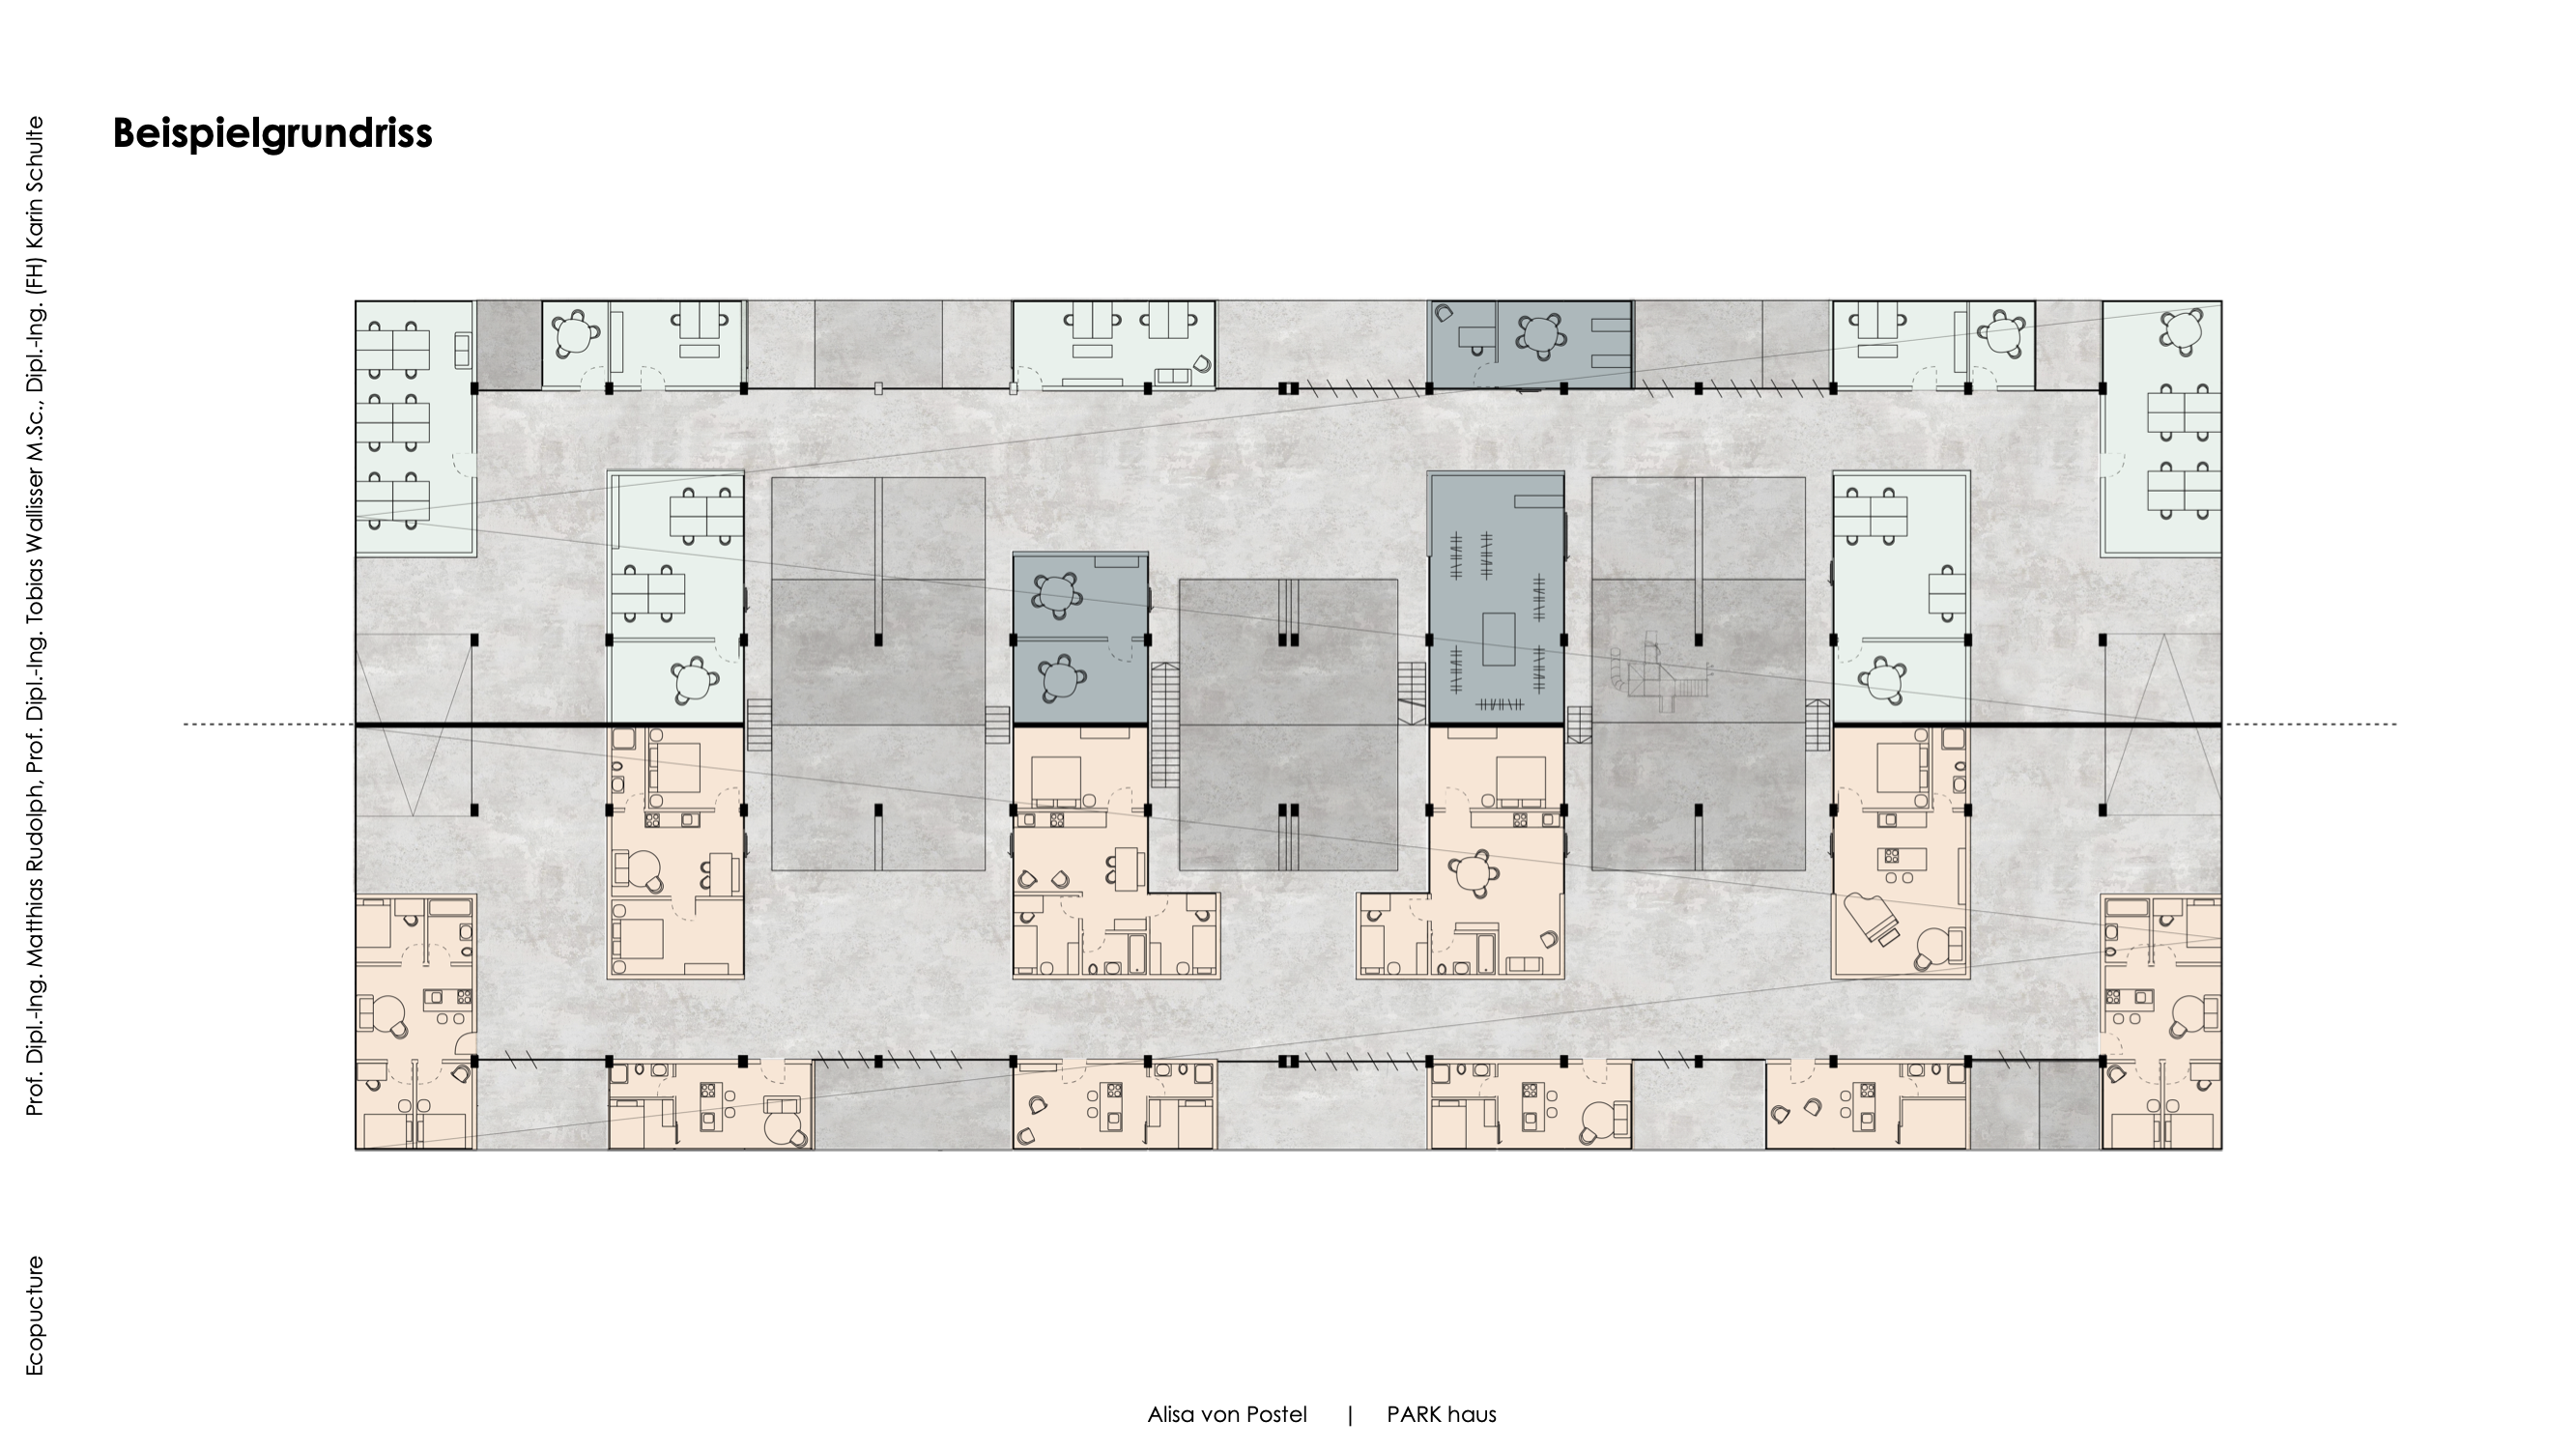 Beispielgrundriss
Prof. Dipl.-Ing. Matthias Rudolph, Prof. Dipl.-Ing. Tobias Wallisser M.Sc., Dipl.-Ing. (FH) Karin Schulte
Ecopucture
Alisa von Postel | PARK haus